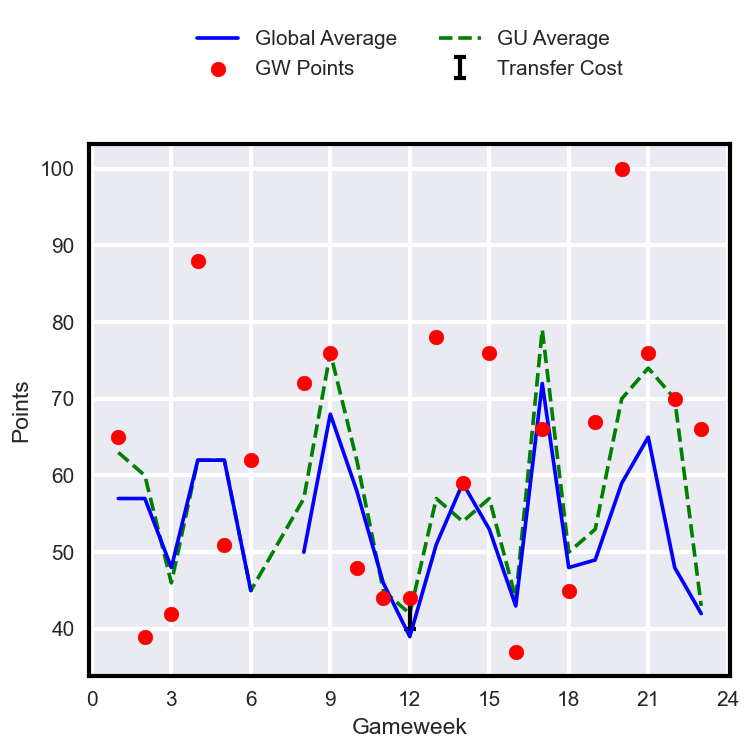 Global Average
GU Average
GW Points
Transfer Cost
100
90
80
70
60
50
40
Points
0 3 6 9 12 15 18 21 24
Gameweek